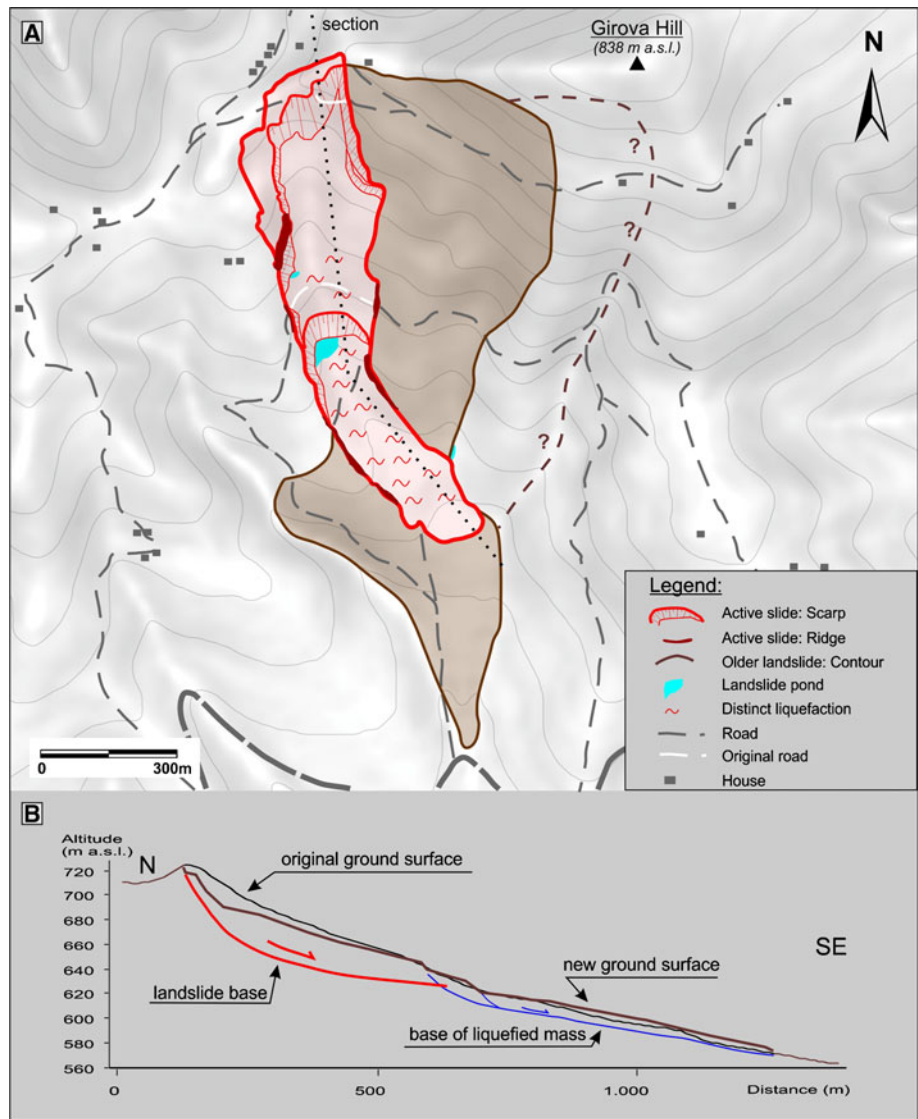 A
section
Girova Hill
(838 m a.s.l.)
N
?
?
?
Legend:
Active slide: Scarp
Active slide: Ridge
Older landslide: Contour
Landslide pond
Distinct liquefaction
Road
Original road
House
0 300m
B
Altitude
(m a.s.l.)
N
original ground surface
720
700
680
660
640
620
600
580
560
SE
new ground surface
landslide base
base of liquefied mass
0 500 1.000 Distance (m)